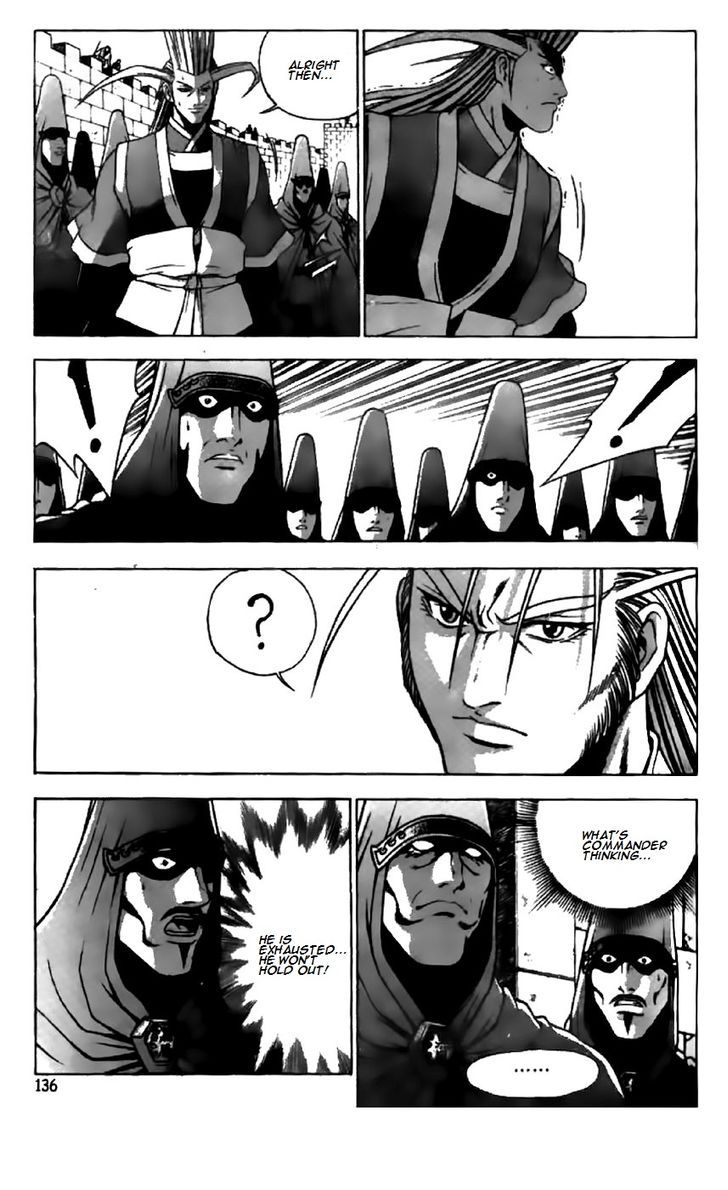 ALRIGHT
THEN...
!
!
?
HE IS
EXHAUSTED...
HE WON'T
HOLD OUT!
WHAT'S
COMMANDER
THINKING...
......
136